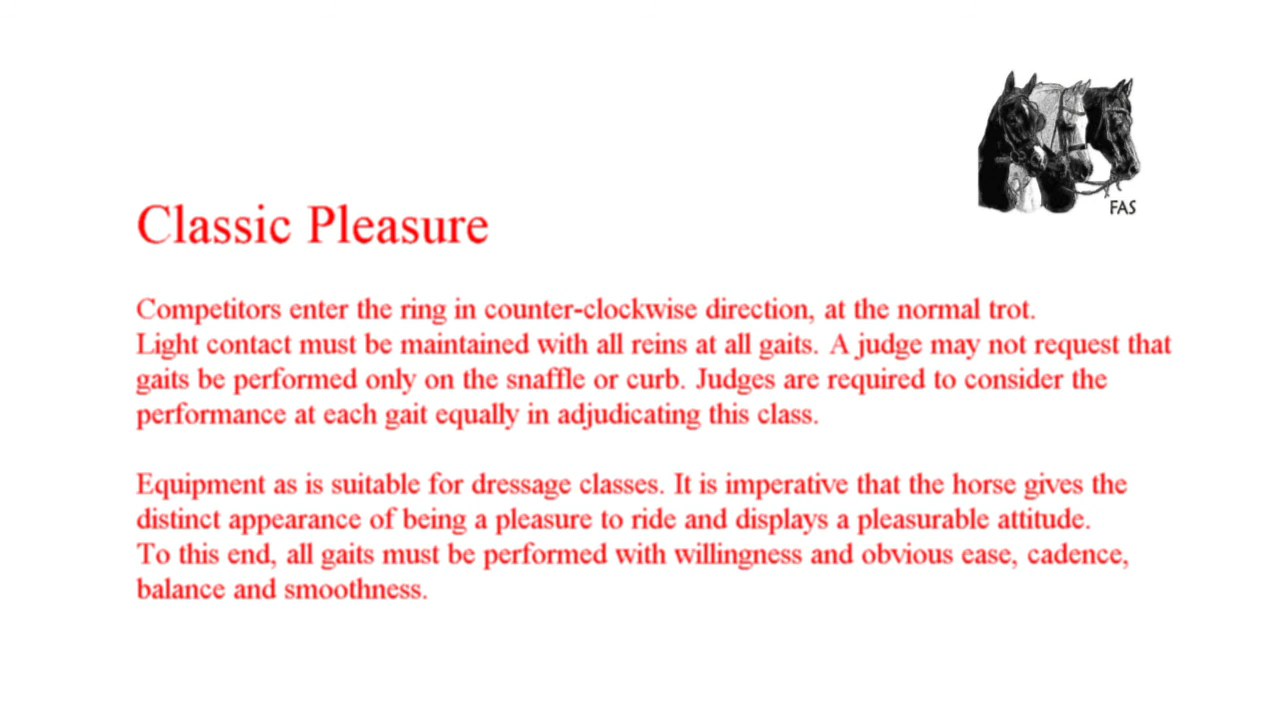 FAS
Classic Pleasure
Competitors enter the ring in counter-clockwise direction, at the normal trot.
Light contact must be maintained with all reins at all gaits. A judge may not request that
gaits be performed only on the snaffle or curb. Judges are required to consider the
performance at each gait equally in adjudicating this class.
Equipment as is suitable for dressage classes. It is imperative that the horse gives the
distinct appearance of being a pleasure to ride and displays a pleasurable attitude.
To this end, all gaits must be performed with willingness and obvious ease, cadence,
balance and smoothness.